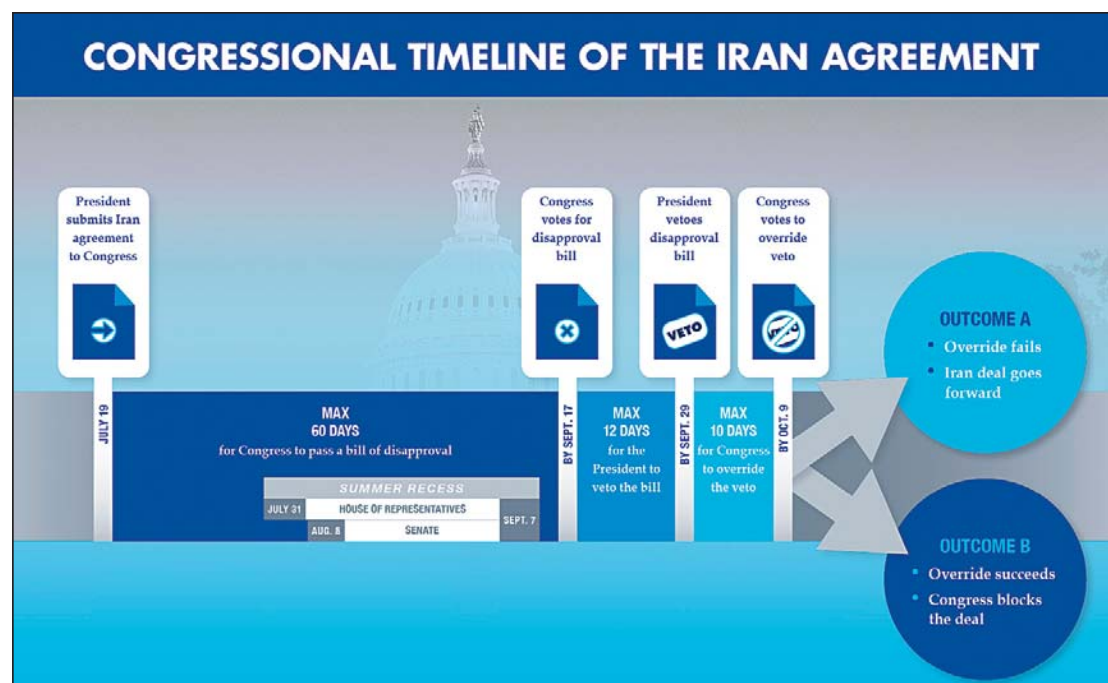 CONGRESSIONAL TIMELINE OF THE IRAN AGREEMENT
President
submits Iran
agreement
to Congress
Congress
votes for
disapproval
bill
President
vetoes
disapproval
bill
VETO
Congress
votes to
override
veto
VETO
JULY 19
MAX
60 DAYS
for Congress to pass a bill of disapproval
SUMMER RECESS
JULY 31
HOUSE OF REPRESENTATIVES
AUG. 8
SENATE
SEPT. 7
BY SEPT. 17
MAX
12 DAYS
for the
President to
veto the bill
BY SEPT. 29
MAX
10 DAYS
for Congress
to override
the veto
BY OCT. 9
OUTCOME A
• Override fails
• Iran deal goes
forward
OUTCOME B
• Override succeeds
• Congress blocks
the deal